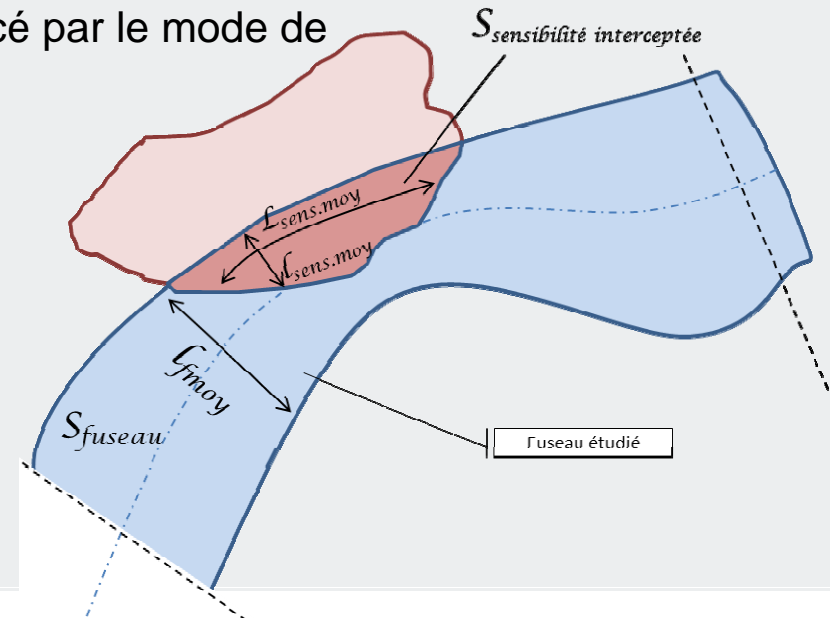 cé par le mode de
Ssensibilité interceptée
Lsens.moy
lsens.moy
lfmoy
Sfuseau
Fuseau étudié